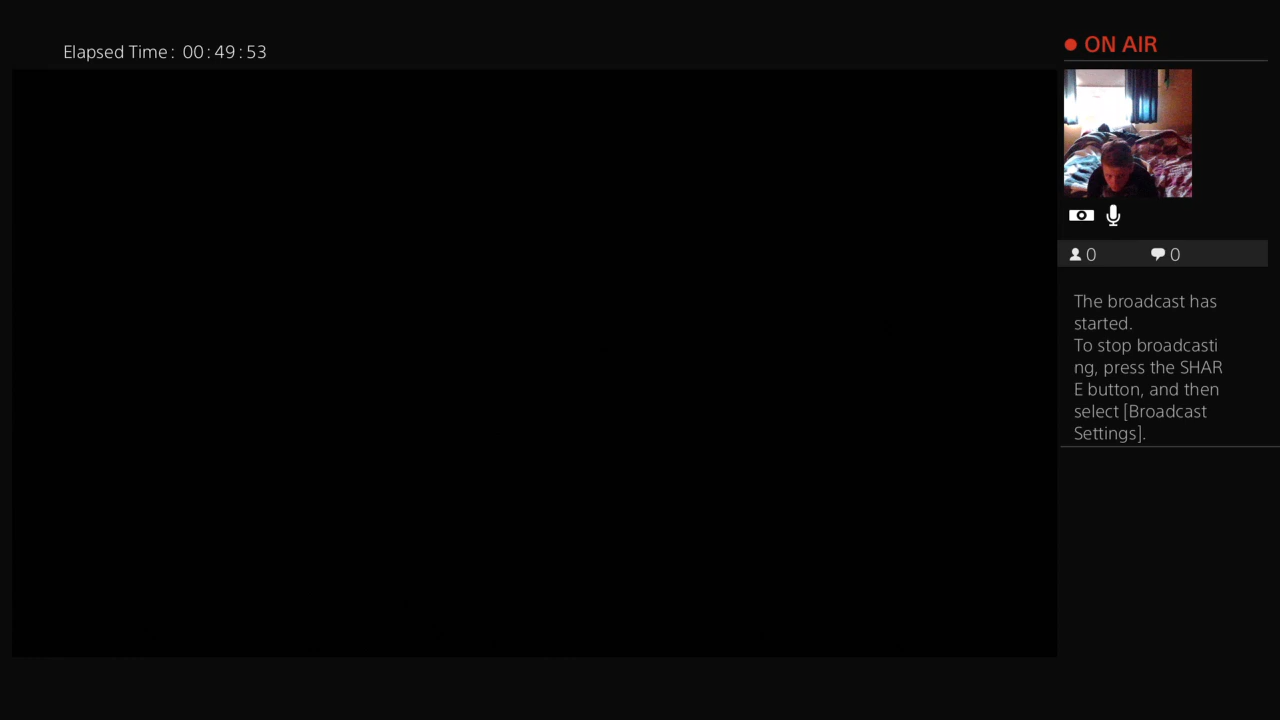 Elapsed Time: 00:49:53
ON AIR
0 0
The broadcast has
started.
To stop broadcasti
ng, press the SHAR
E button, and then
select [Broadcast
Settings].